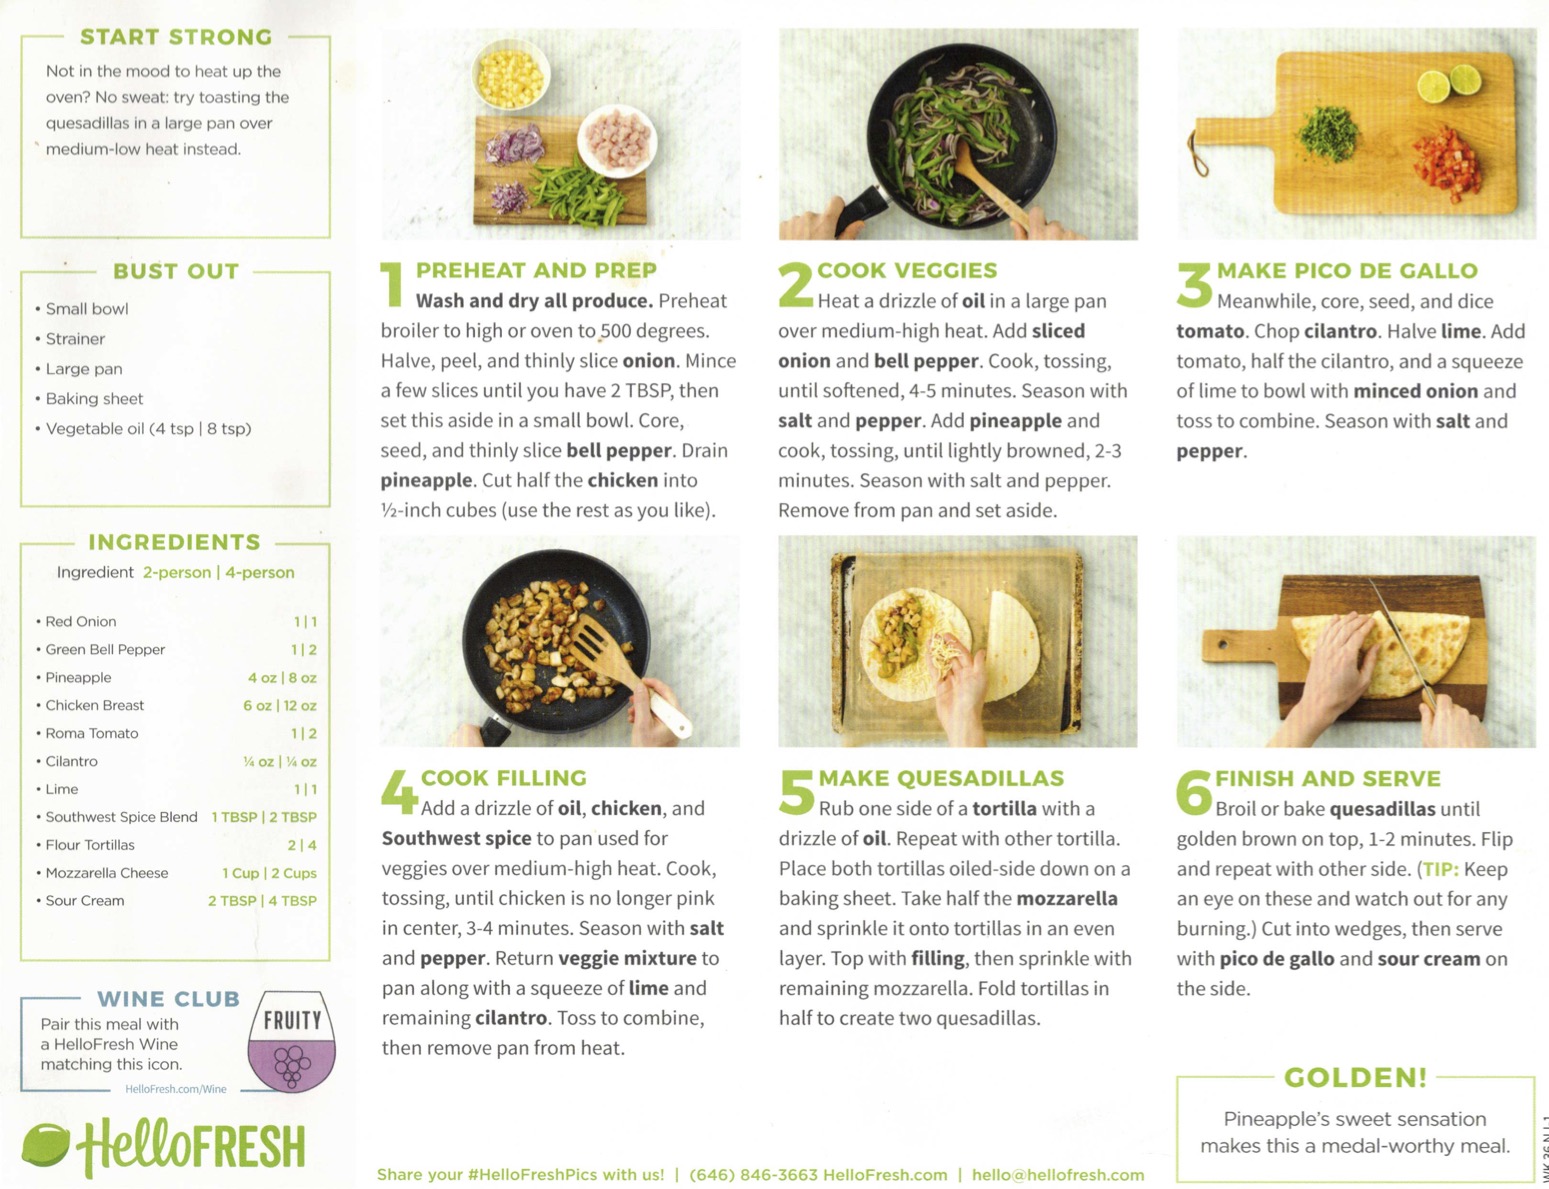 START STRONG
Not in the mood to heat up the
oven? No sweat: try toasting the
quesadillas in a large pan over
medium-low heat instead.
BUST OUT
• Small bowl
• Strainer
• Large pan
• Baking sheet
• Vegetable oil (4 tsp | 8 tsp)
INGREDIENTS
Ingredient 2-person | 4-person
• Red Onion 1 | 1
• Green Bell Pepper 1 | 2
• Pineapple 4 oz | 8 oz
• Chicken Breast 6 oz | 12 oz
• Roma Tomato 1 | 2
• Cilantro ¼ oz | ¼ oz
• Lime 1 | 1
• Southwest Spice Blend 1 TBSP | 2 TBSP
• Flour Tortillas 2 | 4
• Mozzarella Cheese 1 Cup | 2 Cups
• Sour Cream 2 TBSP | 4 TBSP
WINE CLUB
Pair this meal with
a HelloFresh Wine
matching this icon.
HelloFresh.com/Wine
FRUITY
HelloFRESH
1 PREHEAT AND PREP
Wash and dry all produce. Preheat
broiler to high or oven to 500 degrees.
Halve, peel, and thinly slice onion. Mince
a few slices until you have 2 TBSP, then
set this aside in a small bowl. Core,
seed, and thinly slice bell pepper. Drain
pineapple. Cut half the chicken into
½-inch cubes (use the rest as you like).
2 COOK VEGGIES
Heat a drizzle of oil in a large pan
over medium-high heat. Add sliced
onion and bell pepper. Cook, tossing,
until softened, 4-5 minutes. Season with
salt and pepper. Add pineapple and
cook, tossing, until lightly browned, 2-3
minutes. Season with salt and pepper.
Remove from pan and set aside.
3 MAKE PICO DE GALLO
Meanwhile, core, seed, and dice
tomato. Chop cilantro. Halve lime. Add
tomato, half the cilantro, and a squeeze
of lime to bowl with minced onion and
toss to combine. Season with salt and
pepper.
4 COOK FILLING
Add a drizzle of oil, chicken, and
Southwest spice to pan used for
veggies over medium-high heat. Cook,
tossing, until chicken is no longer pink
in center, 3-4 minutes. Season with salt
and pepper. Return veggie mixture to
pan along with a squeeze of lime and
remaining cilantro. Toss to combine,
then remove pan from heat.
5 MAKE QUESADILLAS
Rub one side of a tortilla with a
drizzle of oil. Repeat with other tortilla.
Place both tortillas oiled-side down on a
baking sheet. Take half the mozzarella
and sprinkle it onto tortillas in an even
layer. Top with filling, then sprinkle with
remaining mozzarella. Fold tortillas in
half to create two quesadillas.
6 FINISH AND SERVE
Broil or bake quesadillas until
golden brown on top, 1-2 minutes. Flip
and repeat with other side. (TIP: Keep
an eye on these and watch out for any
burning.) Cut into wedges, then serve
with pico de gallo and sour cream on
the side.
GOLDEN!
Pineapple's sweet sensation
makes this a medal-worthy meal.
Share your #HelloFreshPics with us! | (646) 846-3663 HelloFresh.com | hello@hellofresh.com